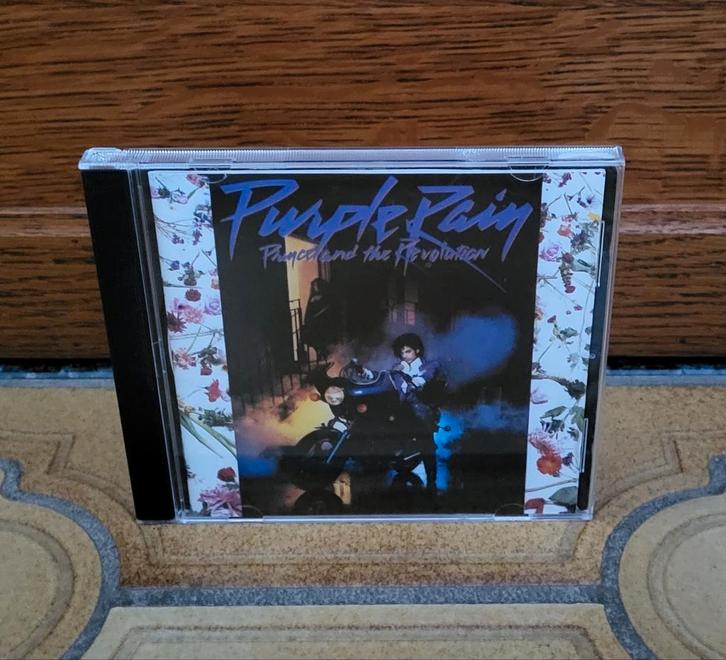 Purple Rain
Prince and the Revolution